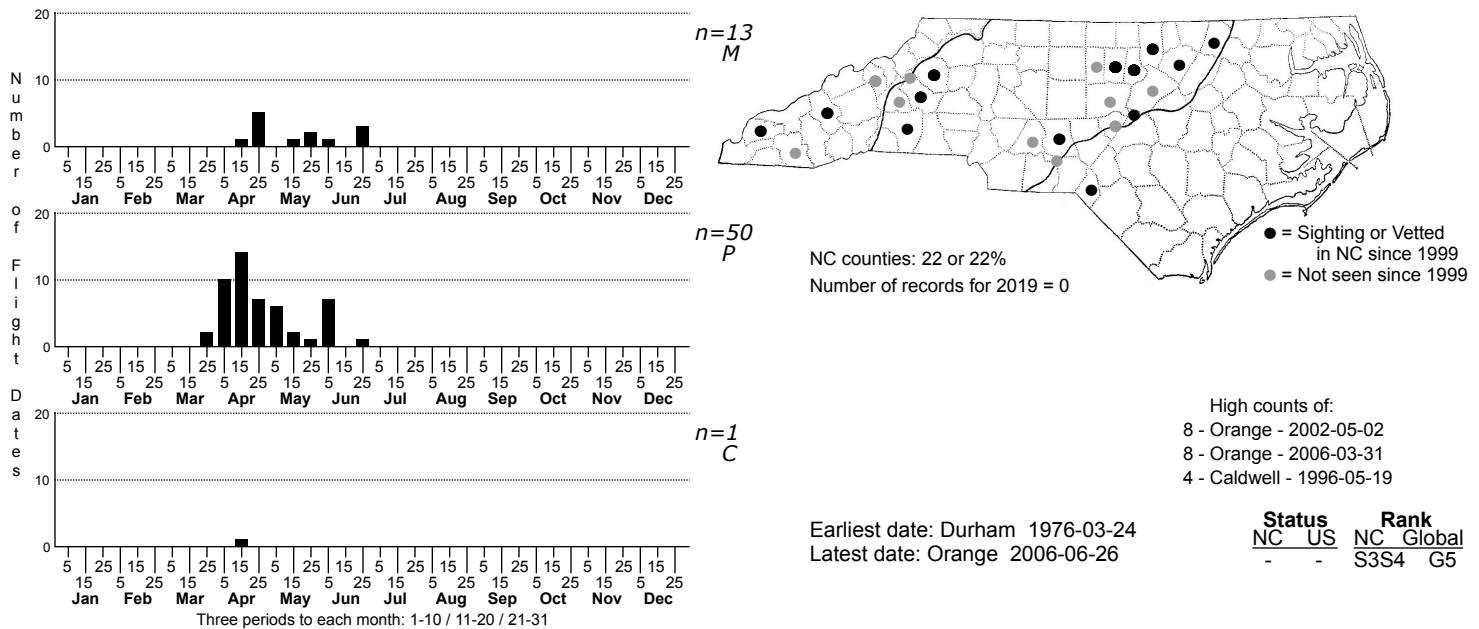 Number of Flight Dates
20
10
0
n=13
M
5 15 25 5 15 25 5 15 25 5 15 25 5 15 25 5 15 25 5 15 25 5 15 25 5 15 25 5 15 25 5 15 25 5 15 25
Jan Feb Mar Apr May Jun Jul Aug Sep Oct Nov Dec
20
10
0
n=50
P
5 15 25 5 15 25 5 15 25 5 15 25 5 15 25 5 15 25 5 15 25 5 15 25 5 15 25 5 15 25 5 15 25 5 15 25
Jan Feb Mar Apr May Jun Jul Aug Sep Oct Nov Dec
20
10
0
n=1
C
5 15 25 5 15 25 5 15 25 5 15 25 5 15 25 5 15 25 5 15 25 5 15 25 5 15 25 5 15 25 5 15 25 5 15 25
Jan Feb Mar Apr May Jun Jul Aug Sep Oct Nov Dec
Three periods to each month: 1-10 / 11-20 / 21-31
NC counties: 22 or 22%
Number of records for 2019 = 0
= Sighting or Vetted
in NC since 1999
= Not seen since 1999
High counts of:
8 - Orange - 2002-05-02
8 - Orange - 2006-03-31
4 - Caldwell - 1996-05-19
Earliest date: Durham 1976-03-24
Latest date: Orange 2006-06-26
Status Rank
NC US NC Global
- - S3S4 G5